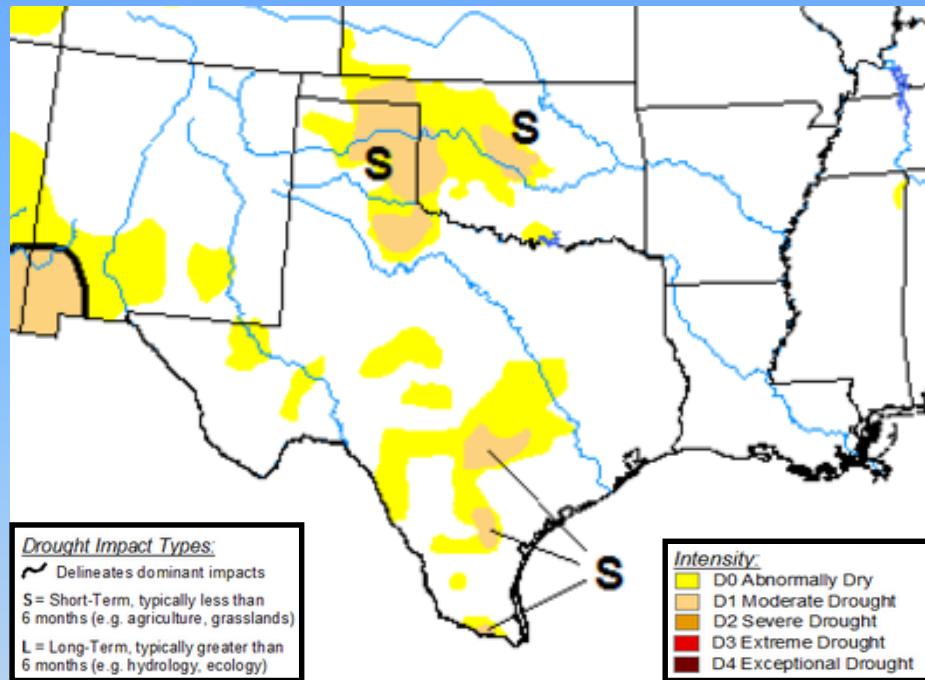 S
S
S
Drought Impact Types:
Delineates dominant impacts
S = Short-Term, typically less than
6 months (e.g. agriculture, grasslands)
L = Long-Term, typically greater than
6 months (e.g. hydrology, ecology)
Intensity:
D0 Abnormally Dry
D1 Moderate Drought
D2 Severe Drought
D3 Extreme Drought
D4 Exceptional Drought